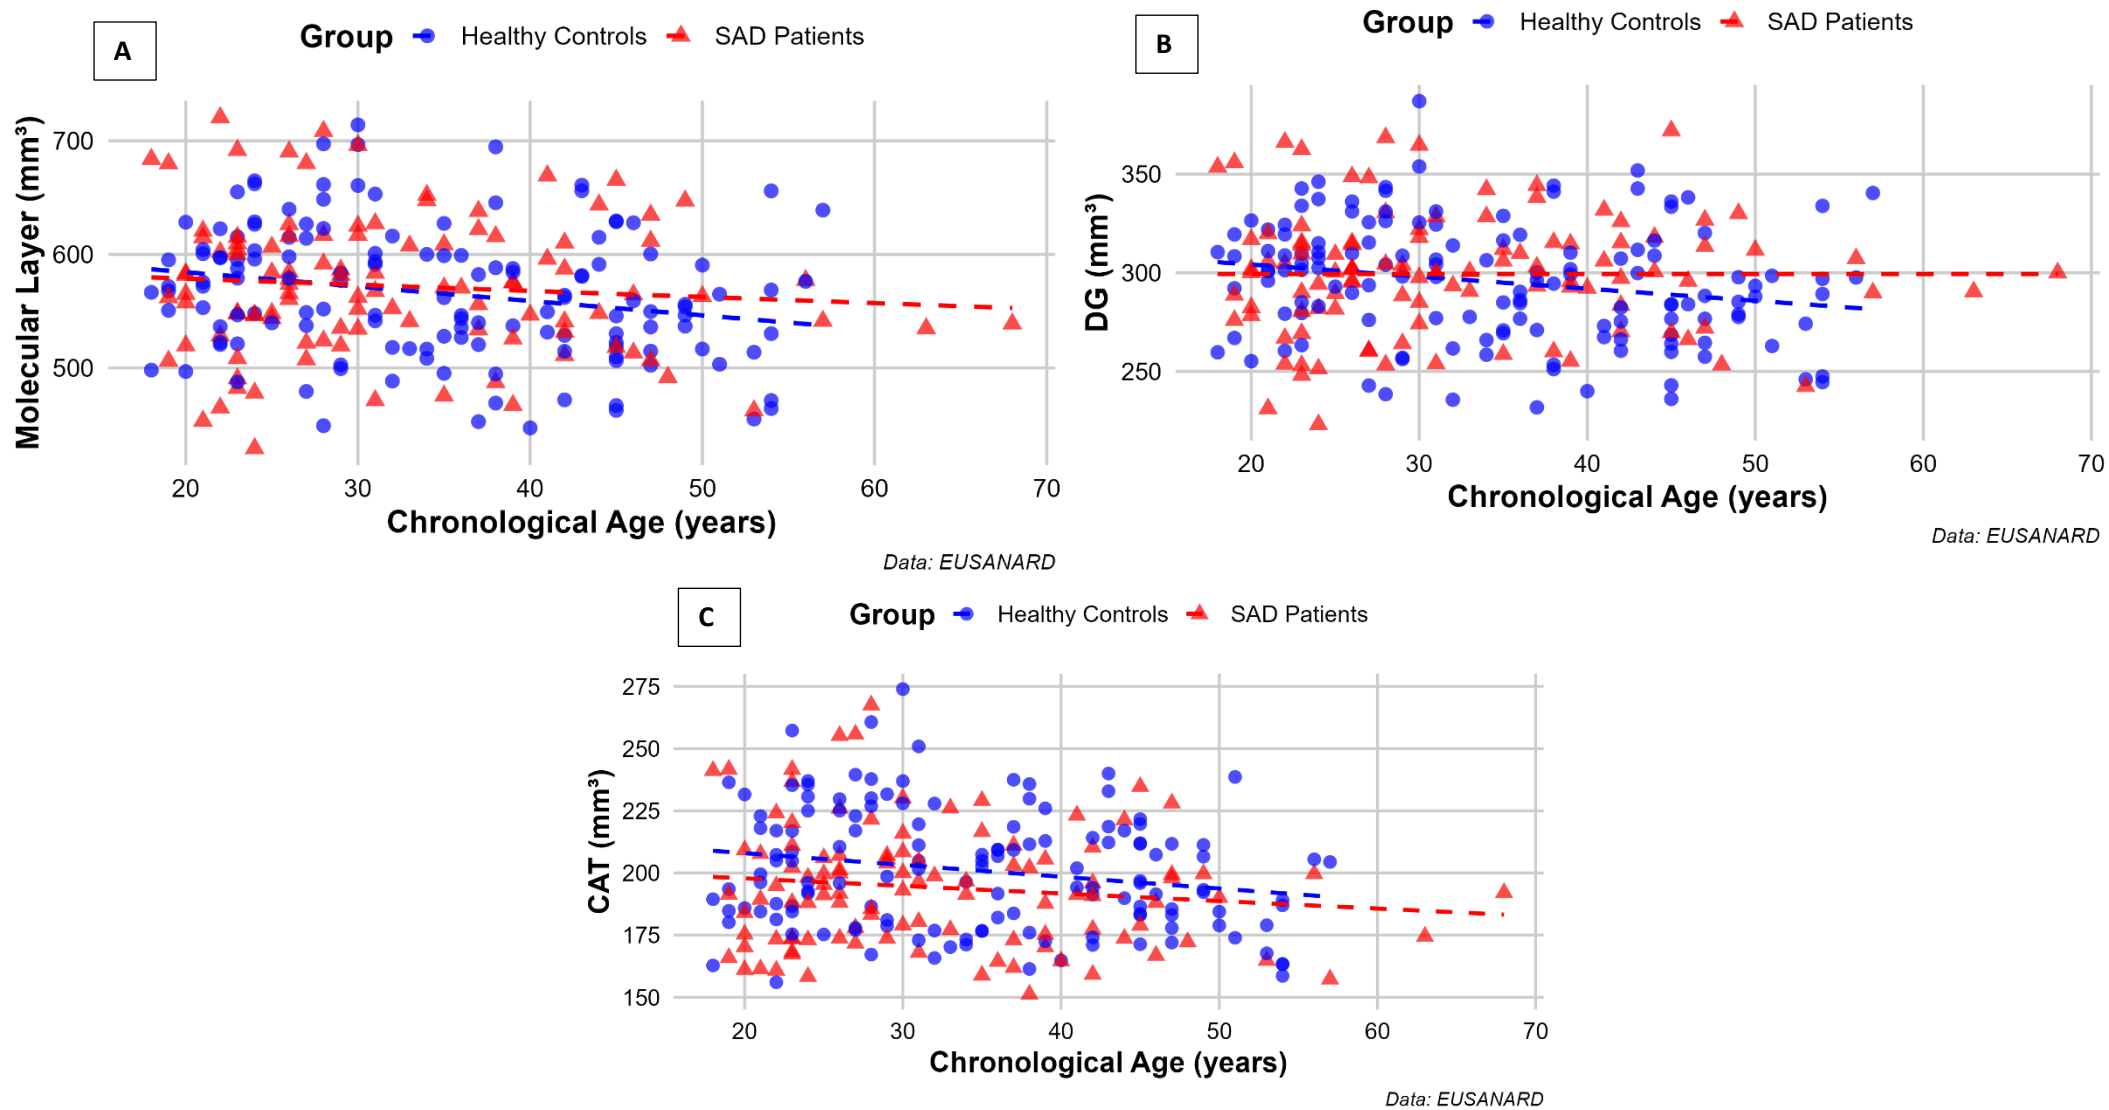 A
Group Healthy Controls SAD Patients
Molecular Layer (mm³)
700
600
500
20 30 40 50 60 70
Chronological Age (years)
Data: EUSANARD
B
Group Healthy Controls SAD Patients
DG (mm³)
350
300
250
20 30 40 50 60 70
Chronological Age (years)
Data: EUSANARD
C
Group Healthy Controls SAD Patients
CAT (mm³)
275
250
225
200
175
150
20 30 40 50 60 70
Chronological Age (years)
Data: EUSANARD